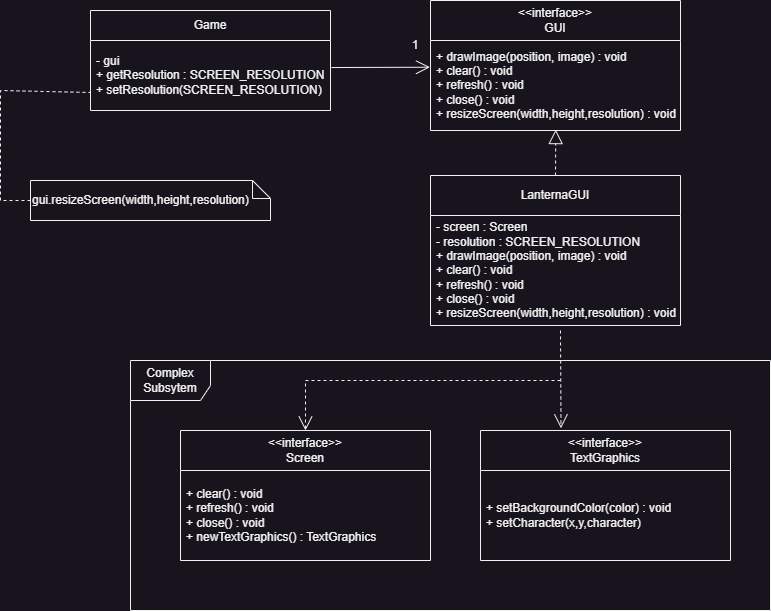 Game
- gui
+ getResolution : SCREEN_RESOLUTION
+ setResolution(SCREEN_RESOLUTION)
1
<<interface>>
GUI
+ drawImage(position, image) : void
+ clear() : void
+ refresh() : void
+ close() : void
+ resizeScreen(width,height,resolution) : void
gui.resizeScreen(width,height,resolution)
LanternaGUI
- screen : Screen
- resolution : SCREEN_RESOLUTION
+ drawImage(position, image) : void
+ clear() : void
+ refresh() : void
+ close() : void
+ resizeScreen(width,height,resolution) : void
Complex
Subsytem
<<interface>>
Screen
+ clear() : void
+ refresh() : void
+ close() : void
+ newTextGraphics() : TextGraphics
<<interface>>
TextGraphics
+ setBackgroundColor(color) : void
+ setCharacter(x,y,character)